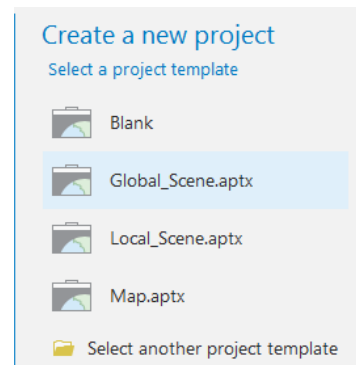 Create a new project
Select a project template
Blank
Global_Scene.aptx
Local_Scene.aptx
Map.aptx
Select another project template